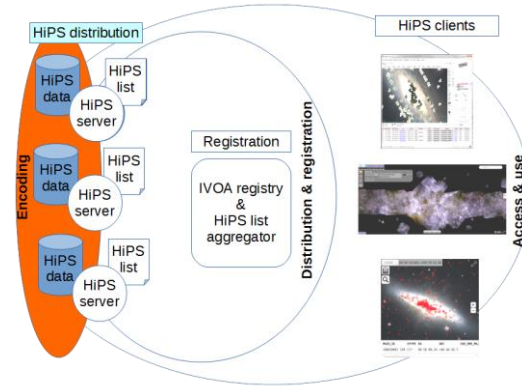 HiPS distribution
HiPS clients
HiPS
data
HiPS
list
HiPS
server
HiPS
data
HiPS
list
HiPS
server
HiPS
data
HiPS
list
HiPS
server
Encoding
Registration
IVOA registry
&
HiPS list
aggregator
Distribution & registration
Access & use